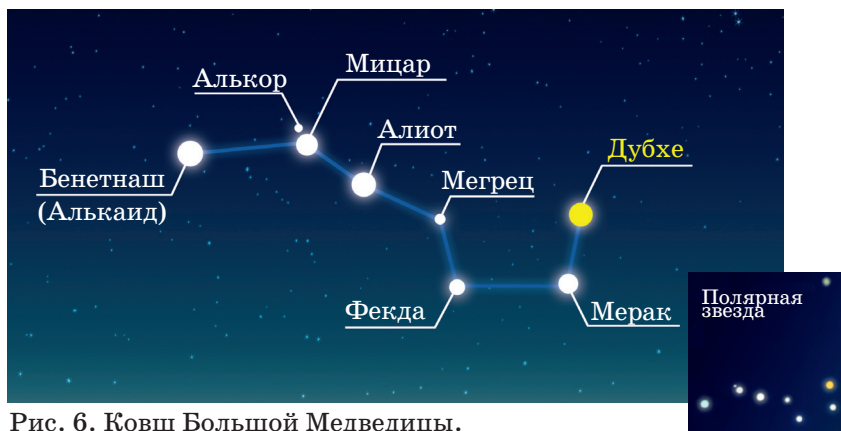 Мицар
Алькор
Алиот
Дубхе
Бенетнаш
(Алькаид)
Мегрец
Фекда
Мерак
Полярная
звезда
Рис. 6. Ковш Большой Медведицы.